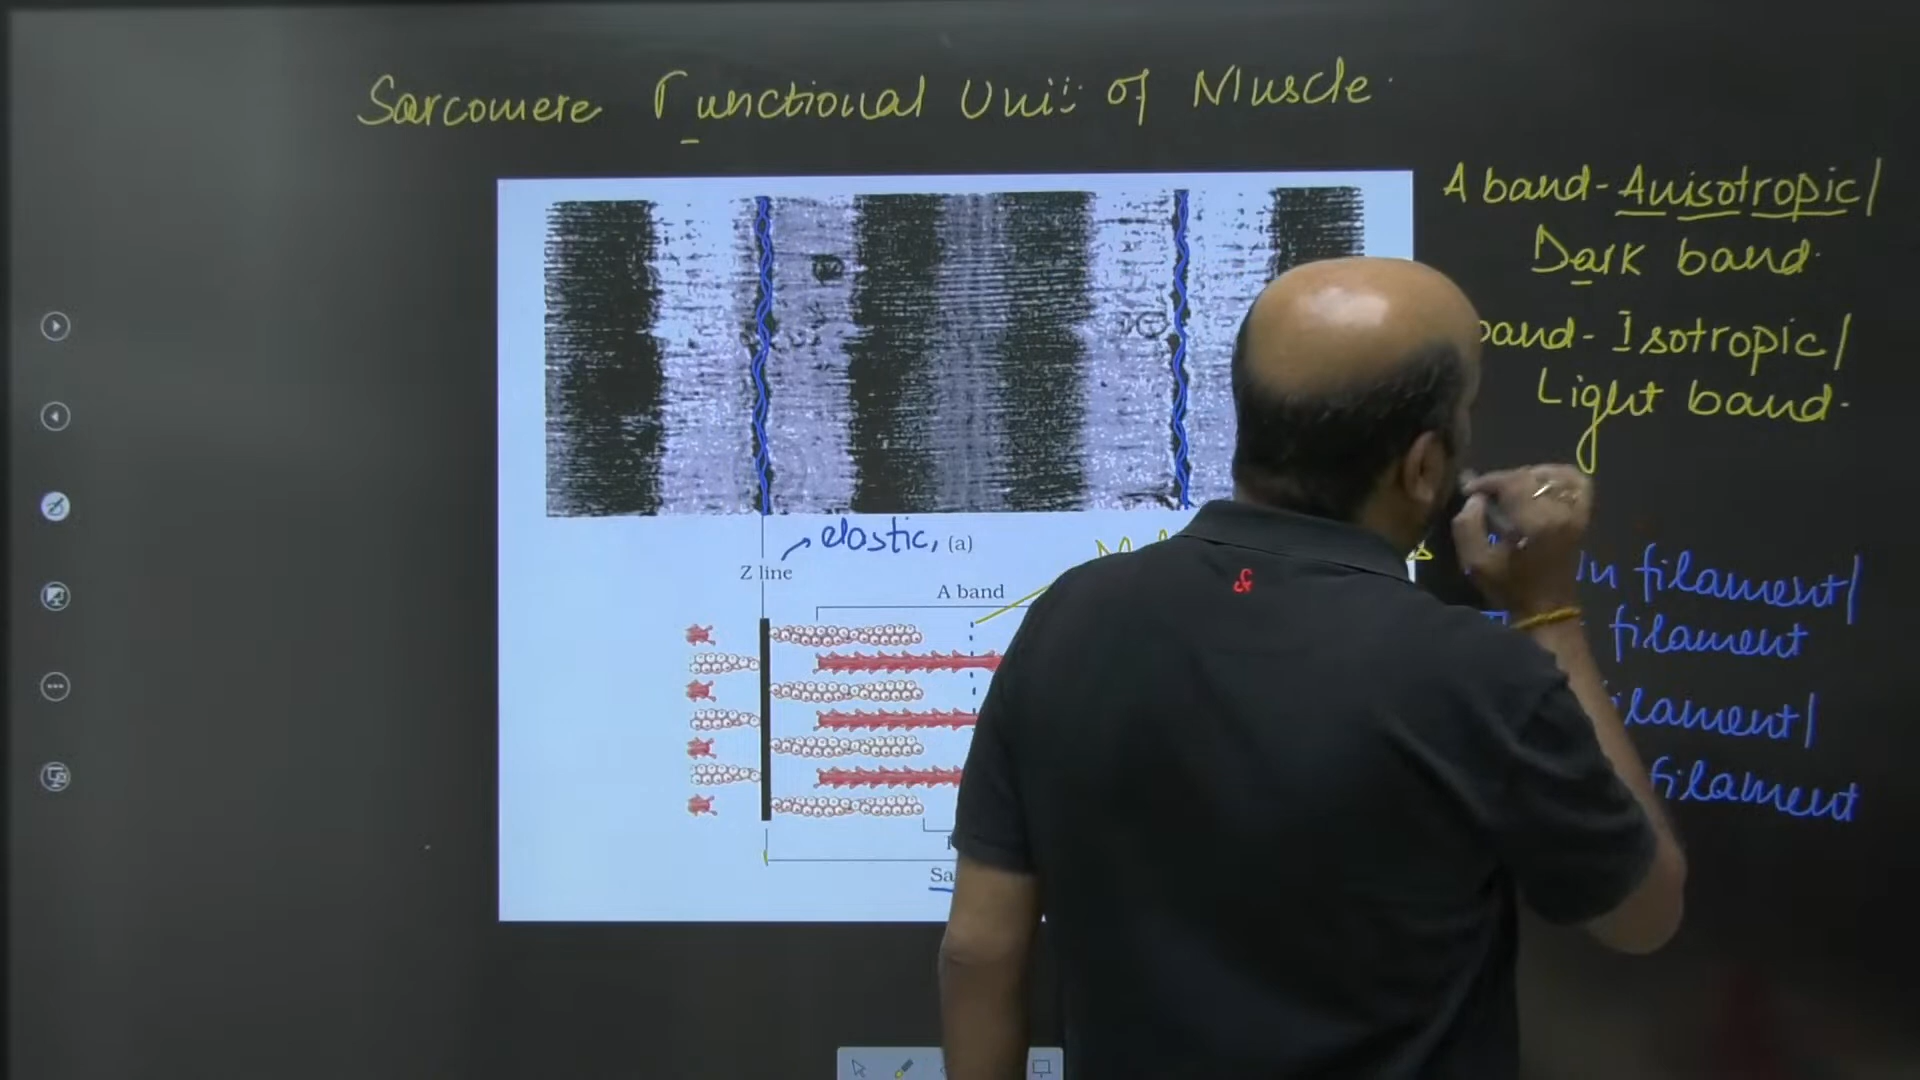 Sarcomere Functional Unit of Muscle.
A band - Anisotropic/
Dark band.
band - Isotropic/
Light band.
elastic, (a)
Z line
A band
filament/
filament
filament/
filament